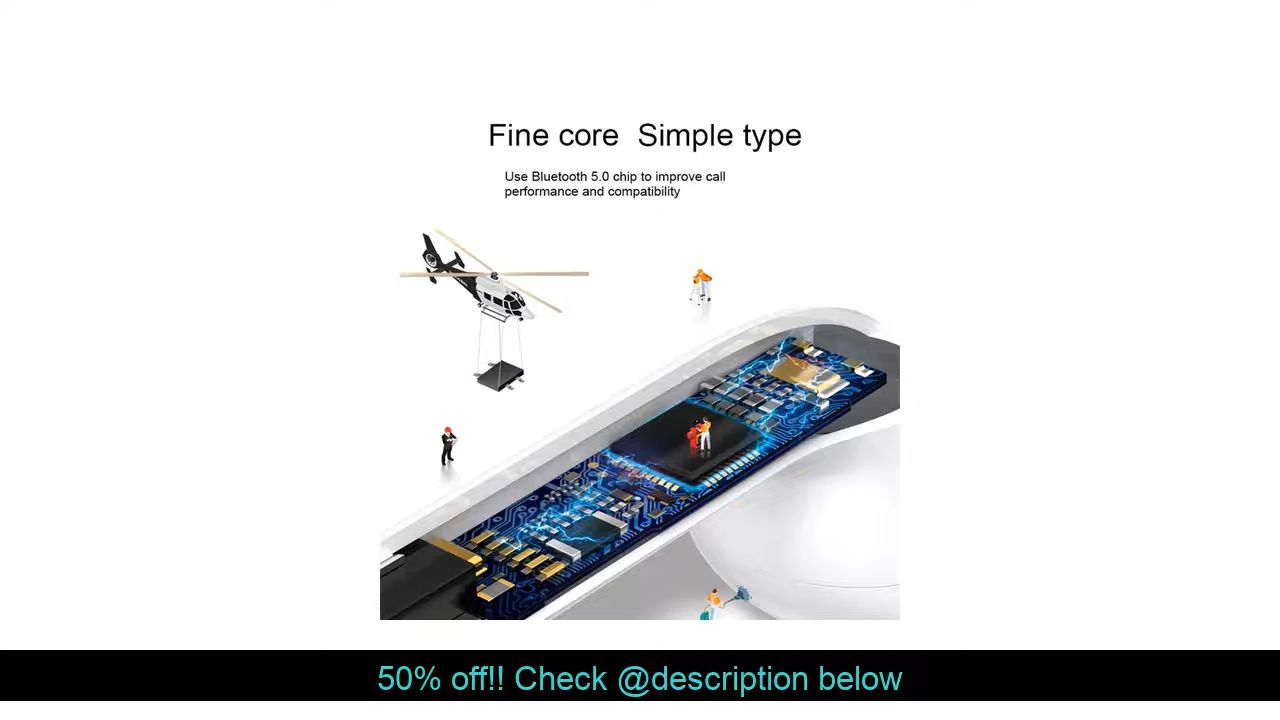 Fine core  Simple type
Use Bluetooth 5.0 chip to improve call
performance and compatibility
50% off!! Check @description below